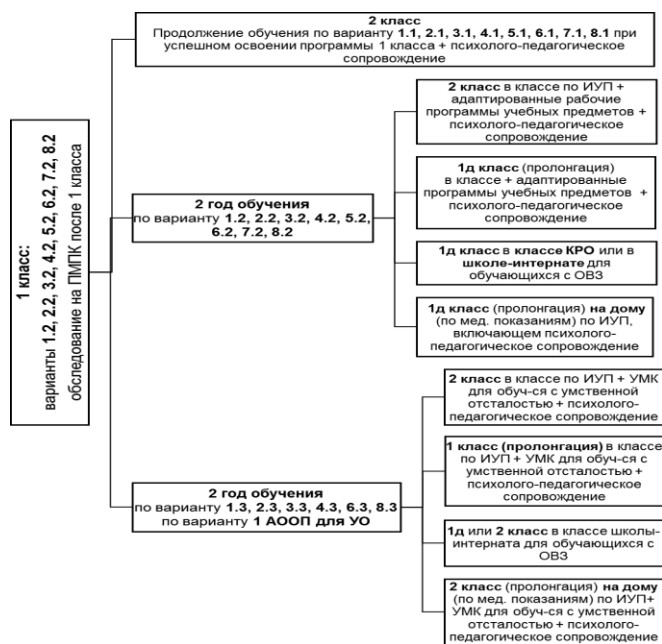 1 класс:
варианты 1.2, 2.2, 3.2, 4.2, 5.2, 6.2, 7.2, 8.2
обследование на ПМПК после 1 класса
2 класс
Продолжение обучения по варианту 1.1, 2.1, 3.1, 4.1, 5.1, 6.1, 7.1, 8.1 при
успешном освоении программы 1 класса + психолого-педагогическое
сопровождение
2 год обучения
по варианту 1.2, 2.2, 3.2, 4.2, 5.2,
6.2, 7.2, 8.2
2 класс в классе по ИУП +
адаптированные рабочие
программы учебных предметов +
психолого-педагогическое
сопровождение
1д класс (пролонгация)
в классе + адаптированные
программы учебных предметов +
психолого-педагогическое
сопровождение
1д класс в классе КРО или в
школе-интернате для
обучающихся с ОВЗ
1д класс (пролонгация) на дому
(по мед. показаниям) по ИУП,
включающем психолого-
педагогическое сопровождение
2 год обучения
по варианту 1.3, 2.3, 3.3, 4.3, 6.3, 8.3
по варианту 1 АООП для УО
2 класс в классе по ИУП + УМК
для обуч-ся с умственной
отсталостью + психолого-
педагогическое сопровождение
1 класс (пролонгация) в классе
по ИУП + УМК для обуч-ся с
умственной отсталостью +
психолого-педагогическое
сопровождение
1д или 2 класс в классе школы-
интерната для обучающихся с
ОВЗ
2 класс (пролонгация) на дому
(по мед. показаниям) по ИУП+
УМК для обуч-ся с умственной
отсталостью + психолого-
педагогическое сопровождение